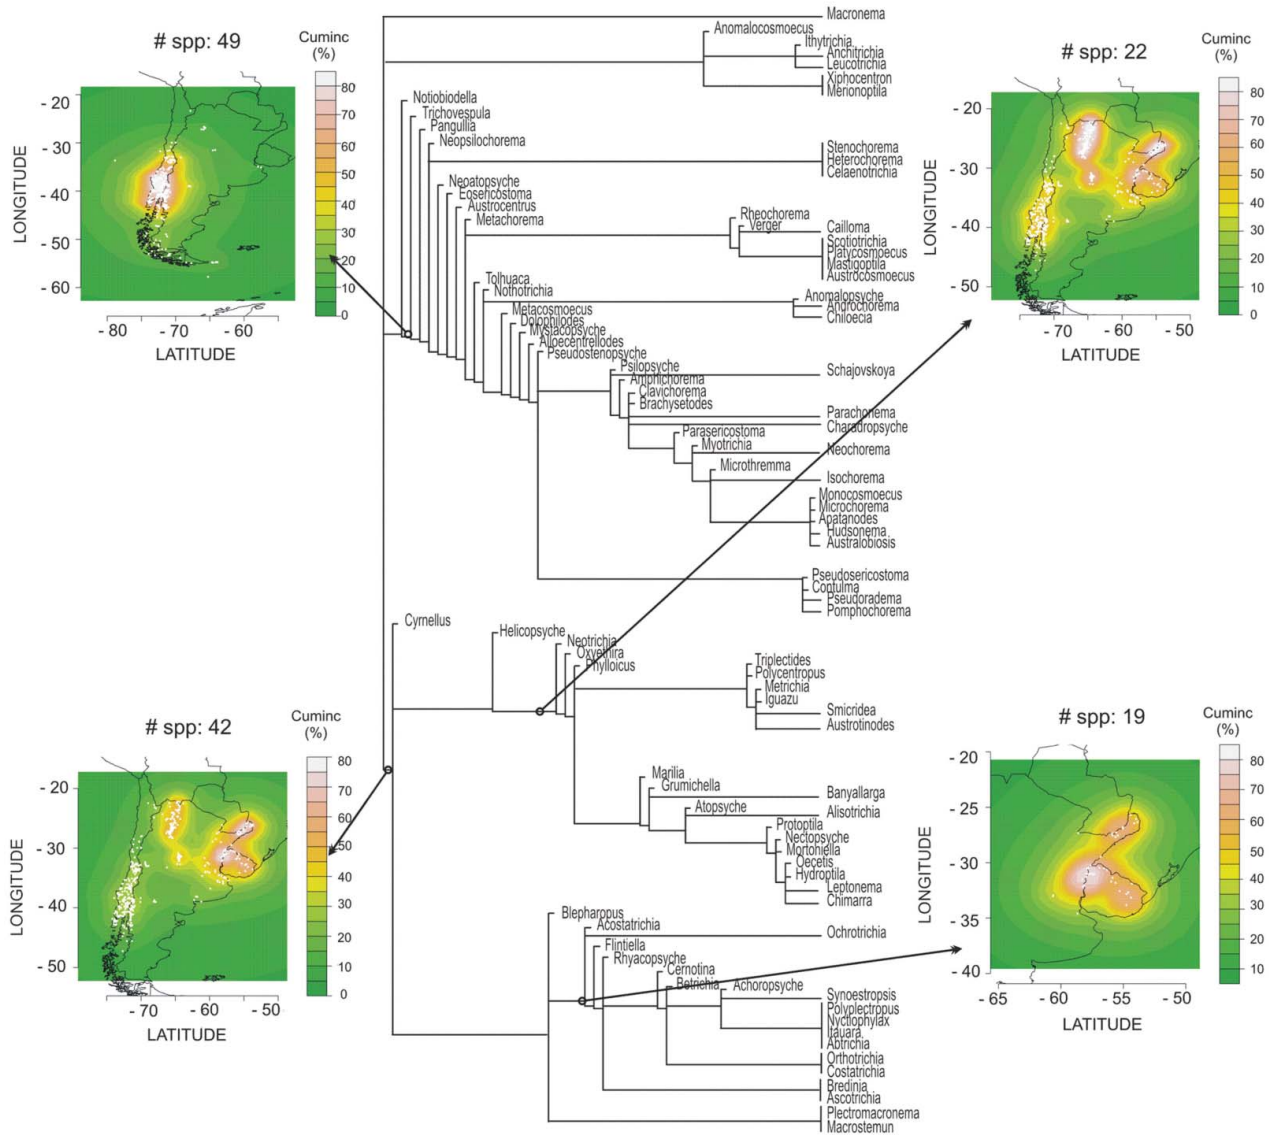 # spp: 49
Cuminc
(%)
80
70
60
50
40
30
20
10
0
- 20
- 30
- 40
- 50
- 60
LONGITUDE
- 80
- 70
- 60
LATITUDE
# spp: 22
Cuminc
(%)
80
70
60
50
40
30
20
10
0
- 20
- 30
- 40
- 50
LONGITUDE
- 70
- 60
- 50
LATITUDE
Macronema
Anomalocosmoecus
Ithytrichia
Anchitrichia
Leucotrichia
Xiphocentron
Merionoptila
Notiobiodella
Trichovespula
Pangullia
Neopsilochorema
Stenochorema
Heterochorema
Celaenotrichia
Neoatopsyche
Eosericostoma
Austrocentrus
Metachorema
Rheochorema
Verger
Cailloma
Scotiotrichia
Platycosmoecus
Mastigoptila
Austrocosmoecus
Tolhuaca
Nothotrichia
Anomalopsyche
Androchorema
Chiloecia
Metacosmoecus
Dolophilodes
Mystacopsyche
Alloecentrellodes
Pseudostenopsyche
Psilopsyche
Schajovskoya
Amphichorema
Clavichorema
Brachysetodes
Parachorema
Charadropsyche
Parasericostoma
Myotrichia
Neochorema
Microthremma
Isochorema
Monocosmoecus
Microchorema
Apatanodes
Hudsonema
Australobiosis
Pseudosericostoma
Contulma
Pseudoradema
Pomphochorema
Cyrnellus
Helicopsyche
Neotrichia
Oxyethira
Phylloicus
Triplectides
Polycentropus
Metrichia
Iguazu
Smicridea
Austrotinodes
Marilia
Grumichella
Banyallarga
Atopsyche
Alisotrichia
Protoptila
Nectopsyche
Mortoniella
Oecetis
Hydroptila
Leptonema
Chimarra
Blepharopus
Acostatrichia
Ochrotrichia
Flintiella
Rhyacopsyche
Cernotina
Betrichia
Achoropsyche
Synoestropsis
Polyplectropus
Nyctiophylax
Itauara
Abtrichia
Orthotrichia
Costatrichia
Bredinia
Ascotrichia
Plectromacronema
Macrostemun
# spp: 42
Cuminc
(%)
80
70
60
50
40
30
20
10
0
- 20
- 30
- 40
- 50
LONGITUDE
- 70
- 60
- 50
LATITUDE
# spp: 19
Cuminc
(%)
80
70
60
50
40
30
20
10
- 20
- 25
- 30
- 35
- 40
LONGITUDE
- 65
- 60
- 55
- 50
LATITUDE